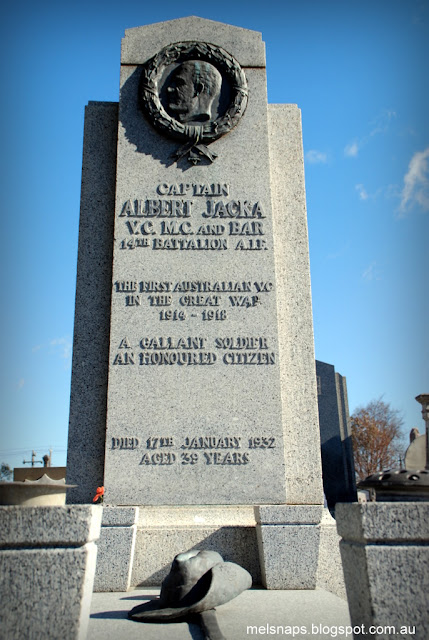 CAPTAIN
ALBERT JACKA
V.C. M.C. AND BAR
14TH BATTALION A.I.F.
THE FIRST AUSTRALIAN V.C
IN THE GREAT WAR
1914 - 1918
A GALLANT SOLDIER
AN HONOURED CITIZEN
DIED 17TH JANUARY 1932
AGED 39 YEARS
melsnaps.blogspot.com.au